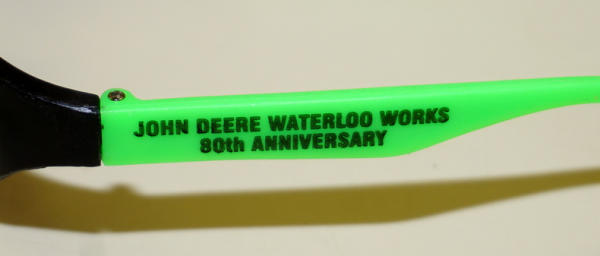 JOHN DEERE WATERLOO WORKS
80th ANNIVERSARY